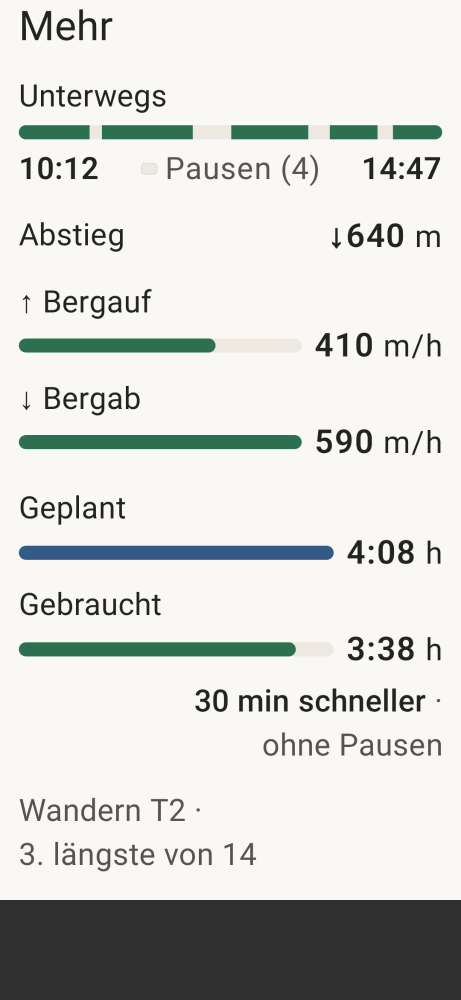 Mehr
Unterwegs
10:12 Pausen (4) 14:47
Abstieg ↓640 m
↑ Bergauf
410 m/h
↓ Bergab
590 m/h
Geplant
4:08 h
Gebraucht
3:38 h
30 min schneller ·
ohne Pausen
Wandern T2 ·
3. längste von 14